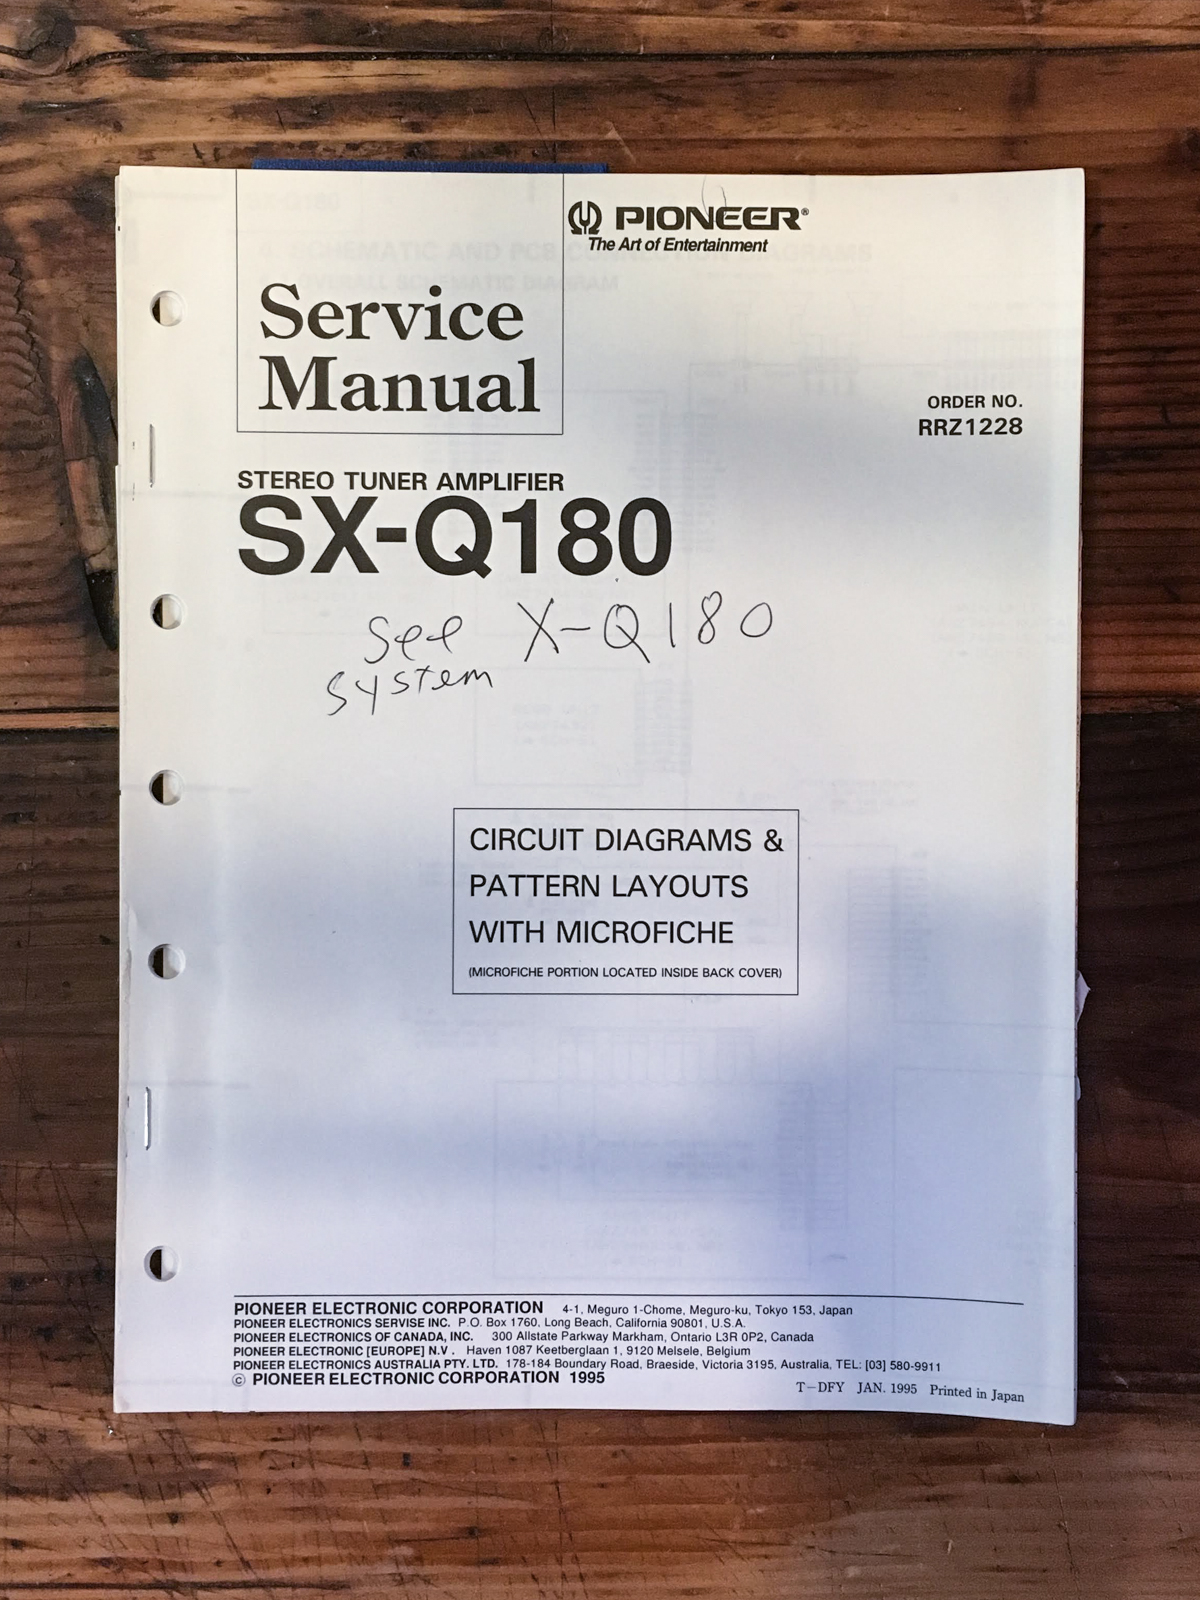 PIONEER®
The Art of Entertainment
Service
Manual
ORDER NO.
RRZ1228
STEREO TUNER AMPLIFIER
SX-Q180
See X-Q180
system
CIRCUIT DIAGRAMS &
PATTERN LAYOUTS
WITH MICROFICHE
(MICROFICHE PORTION LOCATED INSIDE BACK COVER)
PIONEER ELECTRONIC CORPORATION 4-1, Meguro 1-Chome, Meguro-ku, Tokyo 153, Japan
PIONEER ELECTRONICS SERVISE INC. P.O. Box 1760, Long Beach, California 90801, U.S.A.
PIONEER ELECTRONICS OF CANADA, INC. 300 Allstate Parkway Markham, Ontario L3R 0P2, Canada
PIONEER ELECTRONIC [EUROPE] N.V. Haven 1087 Keetberglaan 1, 9120 Melsele, Belgium
PIONEER ELECTRONICS AUSTRALIA PTY. LTD. 178-184 Boundary Road, Braeside, Victoria 3195, Australia, TEL: [03] 580-9911
© PIONEER ELECTRONIC CORPORATION 1995
T－DFY JAN. 1995 Printed in Japan